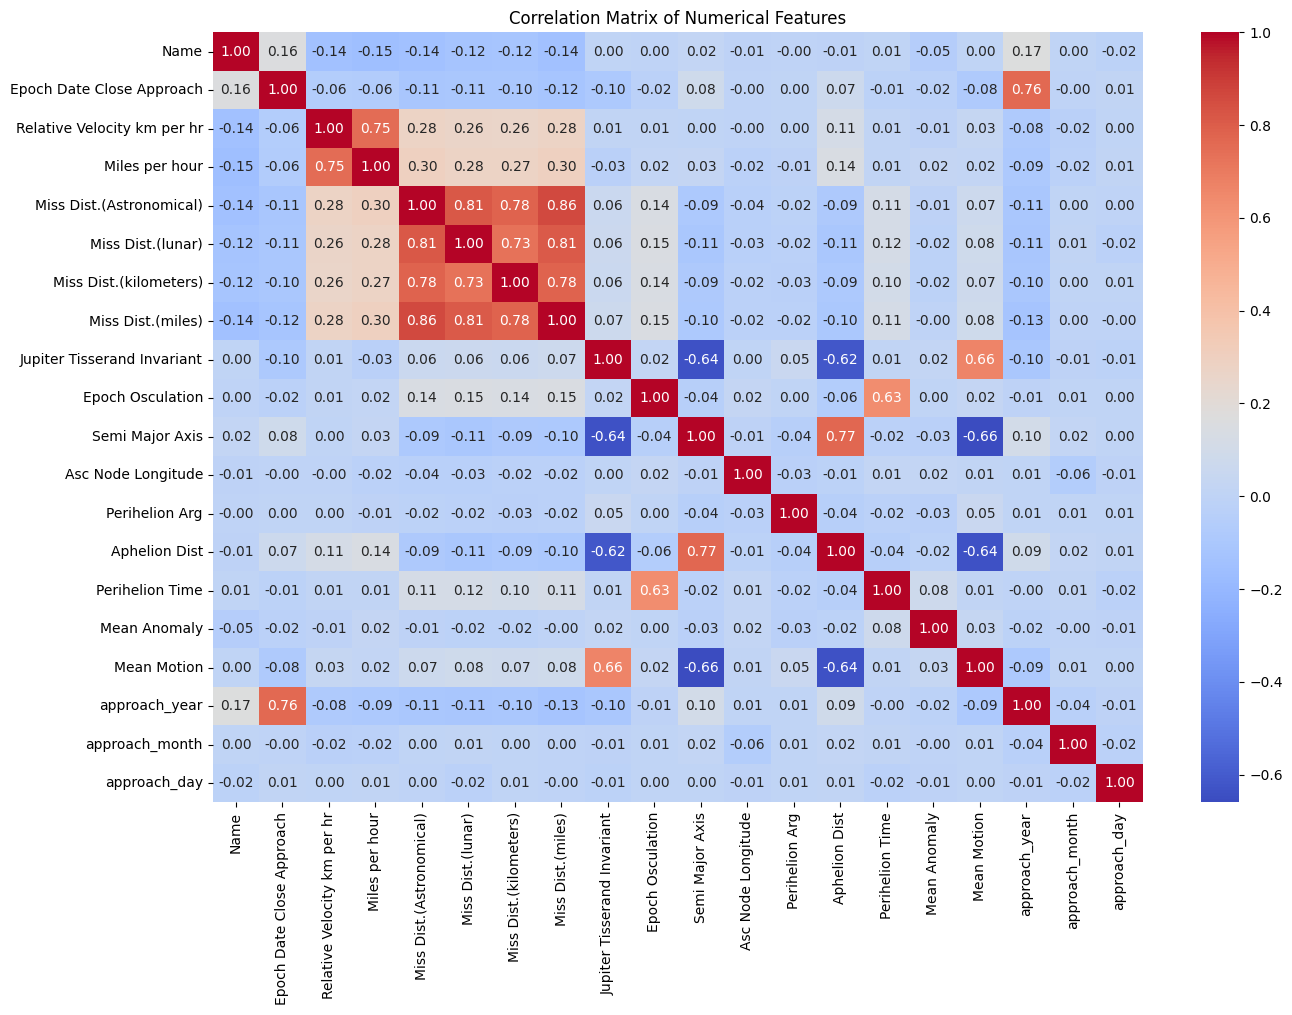 Correlation Matrix of Numerical Features
Name 1.00 0.16 -0.14 -0.15 -0.14 -0.12 -0.12 -0.14 0.00 0.00 0.02 -0.01 -0.00 -0.01 0.01 -0.05 0.00 0.17 0.00 -0.02
Epoch Date Close Approach 0.16 1.00 -0.06 -0.06 -0.11 -0.11 -0.10 -0.12 -0.10 -0.02 0.08 -0.00 0.00 0.07 -0.01 -0.02 -0.08 0.76 -0.00 0.01
Relative Velocity km per hr -0.14 -0.06 1.00 0.75 0.28 0.26 0.26 0.28 0.01 0.01 0.00 -0.00 0.00 0.11 0.01 -0.01 0.03 -0.08 -0.02 0.00
Miles per hour -0.15 -0.06 0.75 1.00 0.30 0.28 0.27 0.30 -0.03 0.02 0.03 -0.02 -0.01 0.14 0.01 0.02 0.02 -0.09 -0.02 0.01
Miss Dist.(Astronomical) -0.14 -0.11 0.28 0.30 1.00 0.81 0.78 0.86 0.06 0.14 -0.09 -0.04 -0.02 -0.09 0.11 -0.01 0.07 -0.11 0.00 0.00
Miss Dist.(lunar) -0.12 -0.11 0.26 0.28 0.81 1.00 0.73 0.81 0.06 0.15 -0.11 -0.03 -0.02 -0.11 0.12 -0.02 0.08 -0.11 0.01 -0.02
Miss Dist.(kilometers) -0.12 -0.10 0.26 0.27 0.78 0.73 1.00 0.78 0.06 0.14 -0.09 -0.02 -0.03 -0.09 0.10 -0.02 0.07 -0.10 0.00 0.01
Miss Dist.(miles) -0.14 -0.12 0.28 0.30 0.86 0.81 0.78 1.00 0.07 0.15 -0.10 -0.02 -0.02 -0.10 0.11 -0.00 0.08 -0.13 0.00 -0.00
Jupiter Tisserand Invariant 0.00 -0.10 0.01 -0.03 0.06 0.06 0.06 0.07 1.00 0.02 -0.64 0.00 0.05 -0.62 0.01 0.02 0.66 -0.10 -0.01 -0.01
Epoch Osculation 0.00 -0.02 0.01 0.02 0.14 0.15 0.14 0.15 0.02 1.00 -0.04 0.02 0.00 -0.06 0.63 0.00 0.02 -0.01 0.01 0.00
Semi Major Axis 0.02 0.08 0.00 0.03 -0.09 -0.11 -0.09 -0.10 -0.64 -0.04 1.00 -0.01 -0.04 0.77 -0.02 -0.03 -0.66 0.10 0.02 0.00
Asc Node Longitude -0.01 -0.00 -0.00 -0.02 -0.04 -0.03 -0.02 -0.02 0.00 0.02 -0.01 1.00 -0.03 -0.01 0.01 0.02 0.01 0.01 -0.06 -0.01
Perihelion Arg -0.00 0.00 0.00 -0.01 -0.02 -0.02 -0.03 -0.02 0.05 0.00 -0.04 -0.03 1.00 -0.04 -0.02 -0.03 0.05 0.01 0.01 0.01
Aphelion Dist -0.01 0.07 0.11 0.14 -0.09 -0.11 -0.09 -0.10 -0.62 -0.06 0.77 -0.01 -0.04 1.00 -0.04 -0.02 -0.64 0.09 0.02 0.01
Perihelion Time 0.01 -0.01 0.01 0.01 0.11 0.12 0.10 0.11 0.01 0.63 -0.02 0.01 -0.02 -0.04 1.00 0.08 0.01 -0.00 0.01 -0.02
Mean Anomaly -0.05 -0.02 -0.01 0.02 -0.01 -0.02 -0.02 -0.00 0.02 0.00 -0.03 0.02 -0.03 -0.02 0.08 1.00 0.03 -0.02 -0.00 -0.01
Mean Motion 0.00 -0.08 0.03 0.02 0.07 0.08 0.07 0.08 0.66 0.02 -0.66 0.01 0.05 -0.64 0.01 0.03 1.00 -0.09 0.01 0.00
approach_year 0.17 0.76 -0.08 -0.09 -0.11 -0.11 -0.10 -0.13 -0.10 -0.01 0.10 0.01 0.01 0.09 -0.00 -0.02 -0.09 1.00 -0.04 -0.01
approach_month 0.00 -0.00 -0.02 -0.02 0.00 0.01 0.00 0.00 -0.01 0.01 0.02 -0.06 0.01 0.02 0.01 -0.00 0.01 -0.04 1.00 -0.02
approach_day -0.02 0.01 0.00 0.01 0.00 -0.02 0.01 -0.00 -0.01 0.00 0.00 -0.01 0.01 0.01 -0.02 -0.01 0.00 -0.01 -0.02 1.00
Name
Epoch Date Close Approach
Relative Velocity km per hr
Miles per hour
Miss Dist.(Astronomical)
Miss Dist.(lunar)
Miss Dist.(kilometers)
Miss Dist.(miles)
Jupiter Tisserand Invariant
Epoch Osculation
Semi Major Axis
Asc Node Longitude
Perihelion Arg
Aphelion Dist
Perihelion Time
Mean Anomaly
Mean Motion
approach_year
approach_month
approach_day
1.0
0.8
0.6
0.4
0.2
0.0
−0.2
−0.4
−0.6